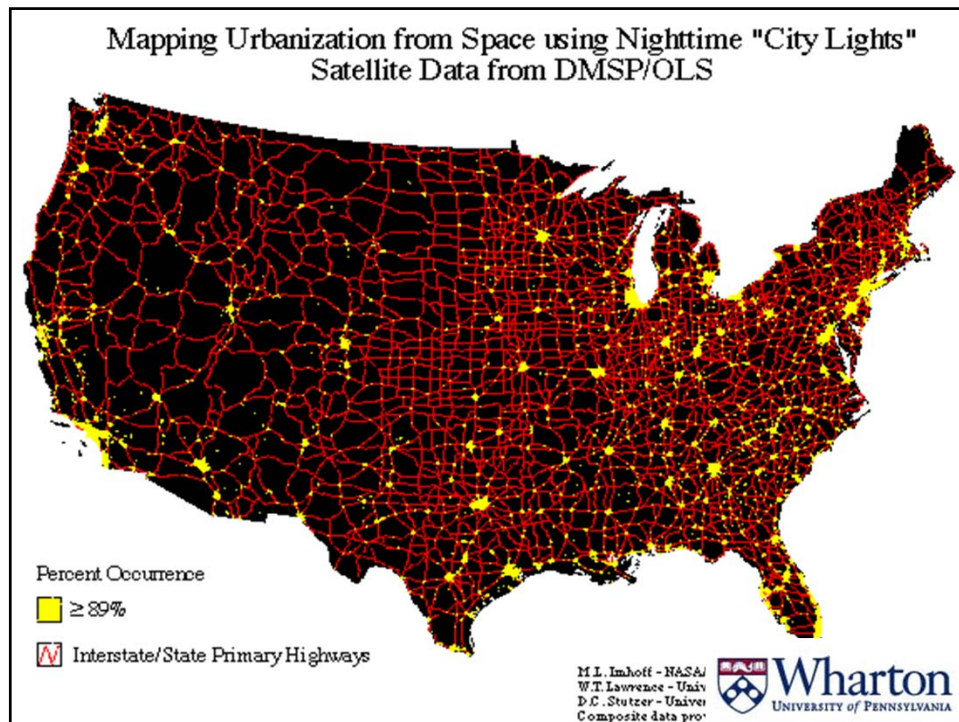 Mapping Urbanization from Space using Nighttime "City Lights"
Satellite Data from DMSP/OLS
Percent Occurrence
≥ 89%
Interstate/State Primary Highways
M.L. Imhoff - NASA/
W.T. Lawrence - Univ
D.C. Stutzer - Univer
Composite data prov
Wharton
UNIVERSITY OF PENNSYLVANIA